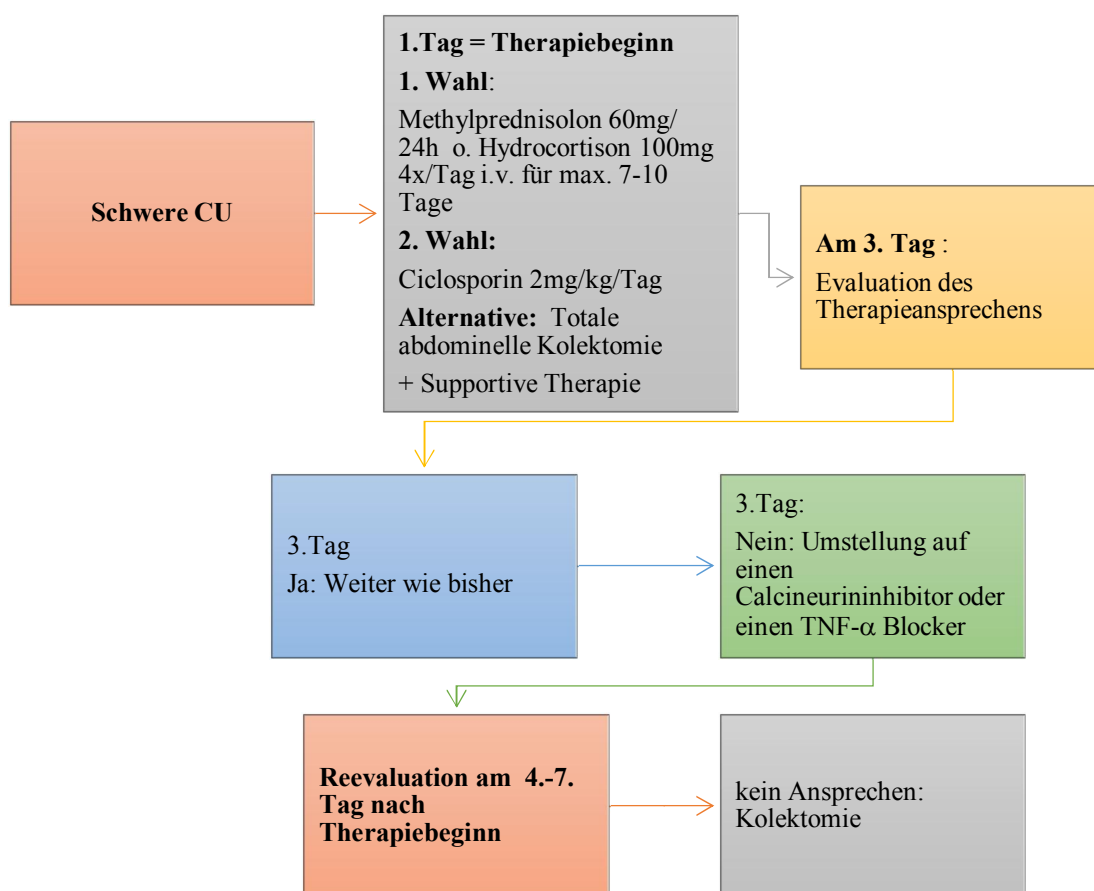 Schwere CU
1.Tag = Therapiebeginn
1. Wahl:
Methylprednisolon 60mg/
24h o. Hydrocortison 100mg
4x/Tag i.v. für max. 7-10
Tage
2. Wahl:
Ciclosporin 2mg/kg/Tag
Alternative: Totale
abdominelle Kolektomie
+ Supportive Therapie
Am 3. Tag :
Evaluation des
Therapieansprechens
3.Tag
Ja: Weiter wie bisher
3.Tag:
Nein: Umstellung auf
einen
Calcineurininhibitor oder
einen TNF-α Blocker
Reevaluation am 4.-7.
Tag nach
Therapiebeginn
kein Ansprechen:
Kolektomie